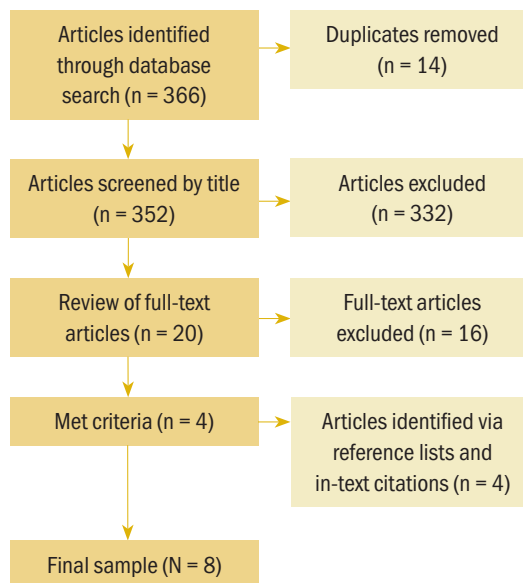 Articles identified
through database
search (n = 366)
Duplicates removed
(n = 14)
Articles screened by title
(n = 352)
Articles excluded
(n = 332)
Review of full-text
articles (n = 20)
Full-text articles
excluded (n = 16)
Met criteria (n = 4)
Articles identified via
reference lists and
in-text citations (n = 4)
Final sample (N = 8)